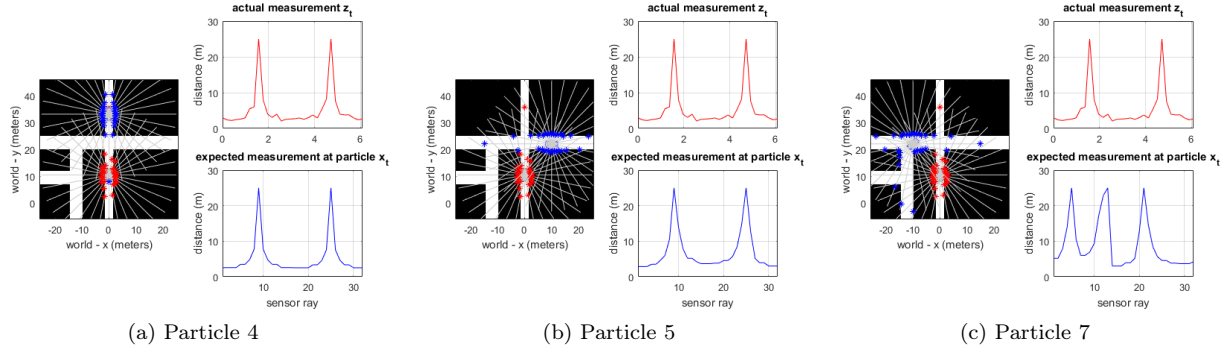 actual measurement z_t
30
20
10
0
0 2 4 6
distance (m)
40
30
20
10
0
-20 -10 0 10 20
world - y (meters)
world - x (meters)
expected measurement at particle x_t
30
20
10
0
10 20 30
distance (m)
sensor ray
(a) Particle 4
actual measurement z_t
30
20
10
0
0 2 4 6
distance (m)
40
30
20
10
0
-20 -10 0 10 20
world - y (meters)
world - x (meters)
expected measurement at particle x_t
30
20
10
0
10 20 30
distance (m)
sensor ray
(b) Particle 5
actual measurement z_t
30
20
10
0
0 2 4 6
distance (m)
40
30
20
10
0
-20 -10 0 10 20
world - y (meters)
world - x (meters)
expected measurement at particle x_t
30
20
10
0
10 20 30
distance (m)
sensor ray
(c) Particle 7